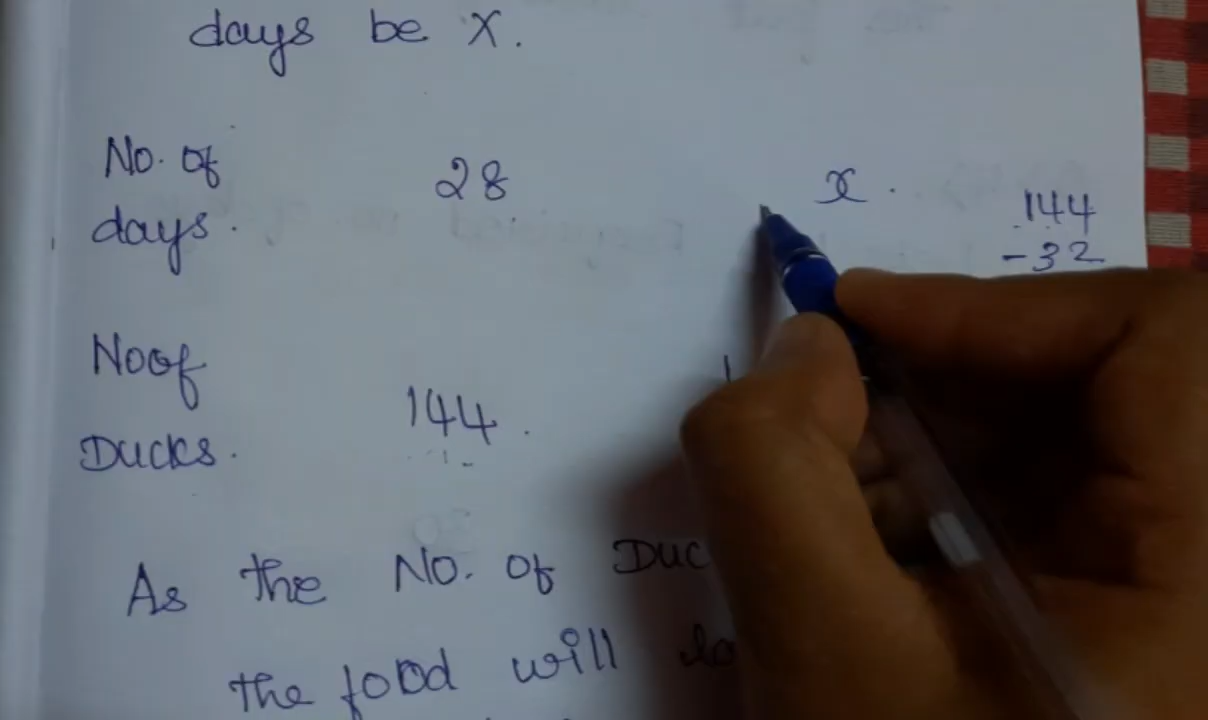 days be x.
No. of 28 x.
days.
144
-32
Noof
Ducks. 144.
As the No. of Duc
the food will